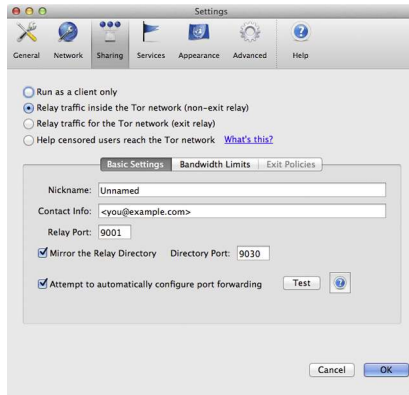 Settings
General Network Sharing Services Appearance Advanced Help
Run as a client only
Relay traffic inside the Tor network (non-exit relay)
Relay traffic for the Tor network (exit relay)
Help censored users reach the Tor network What's this?
Basic Settings Bandwidth Limits Exit Policies
Nickname: Unnamed
Contact Info: <you@example.com>
Relay Port: 9001
Mirror the Relay Directory Directory Port: 9030
Attempt to automatically configure port forwarding Test
Cancel OK